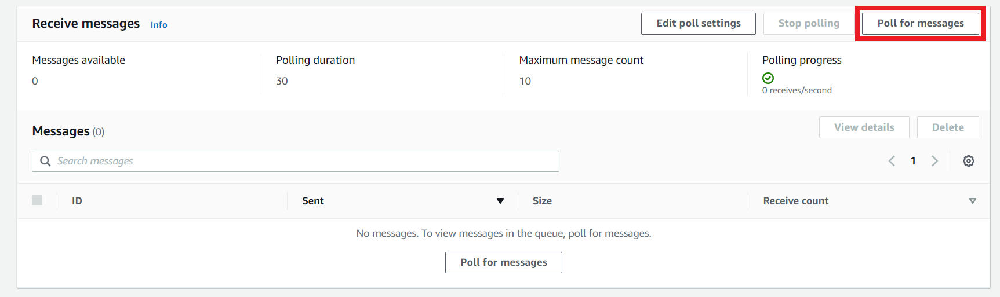 Receive messages Info Edit poll settings Stop polling Poll for messages
Messages available Polling duration Maximum message count Polling progress
0 30 10
0 receives/second
Messages (0) View details Delete
Search messages 1
ID Sent Size Receive count
No messages. To view messages in the queue, poll for messages.
Poll for messages